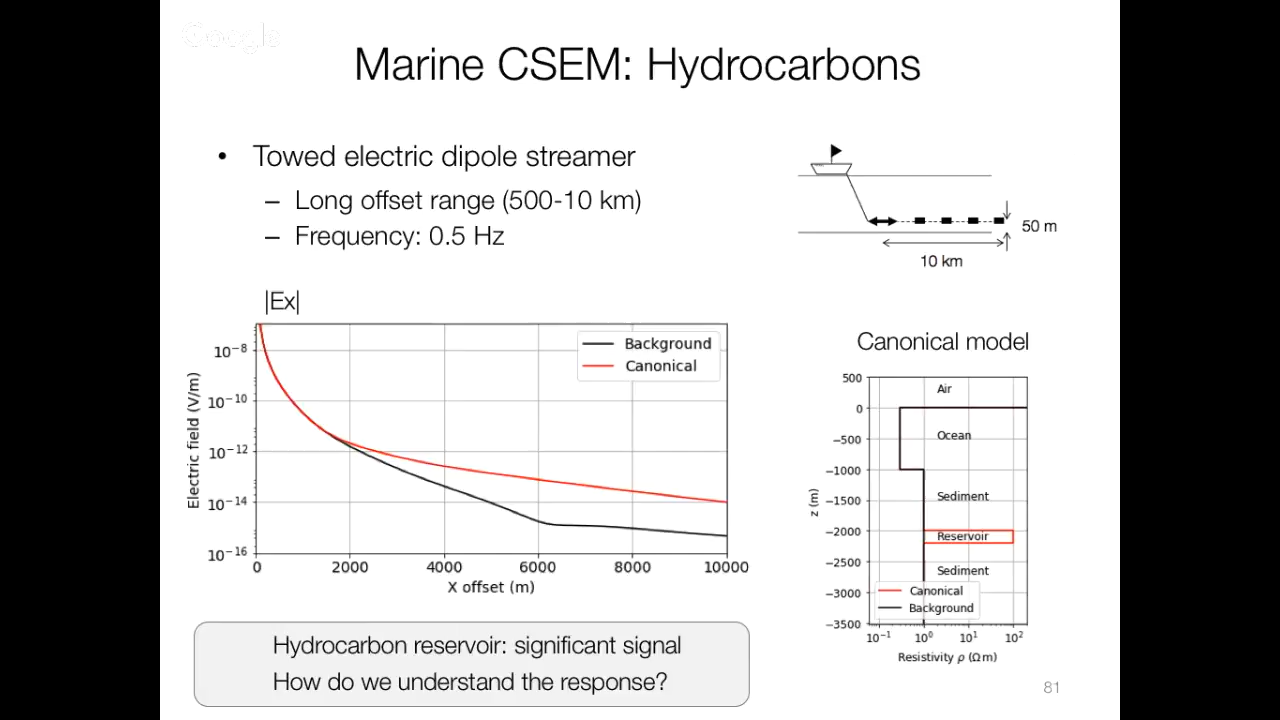 Google
Marine CSEM: Hydrocarbons
• Towed electric dipole streamer
– Long offset range (500-10 km)
– Frequency: 0.5 Hz
50 m
10 km
|Ex|
Electric field (V/m)
10⁻⁸
10⁻¹⁰
10⁻¹²
10⁻¹⁴
10⁻¹⁶
0 2000 4000 6000 8000 10000
X offset (m)
Background
Canonical
Canonical model
z (m)
500
0
−500
−1000
−1500
−2000
−2500
−3000
−3500
Air
Ocean
Sediment
Reservoir
Sediment
Canonical
Background
10⁻¹ 10⁰ 10¹ 10²
Resistivity ρ (Ωm)
Hydrocarbon reservoir: significant signal
How do we understand the response?
81